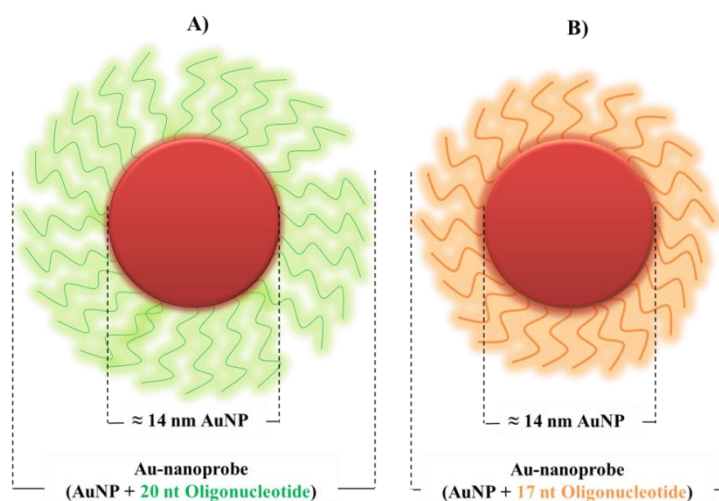 A)
B)
≈ 14 nm AuNP
≈ 14 nm AuNP
Au-nanoprobe
(AuNP + 20 nt Oligonucleotide)
Au-nanoprobe
(AuNP + 17 nt Oligonucleotide)